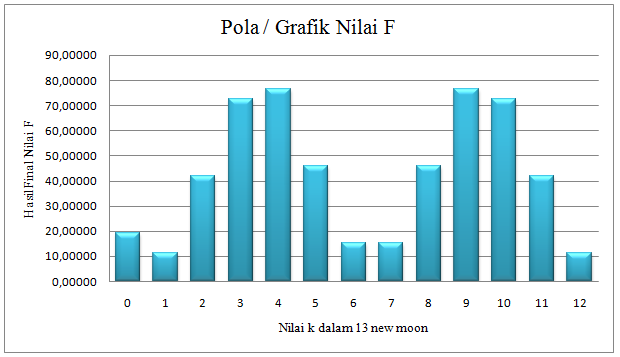 Pola / Grafik Nilai F
90,00000
80,00000
70,00000
60,00000
50,00000
40,00000
30,00000
20,00000
10,00000
0,00000
Hasil Final Nilai F
0 1 2 3 4 5 6 7 8 9 10 11 12
Nilai k dalam 13 new moon